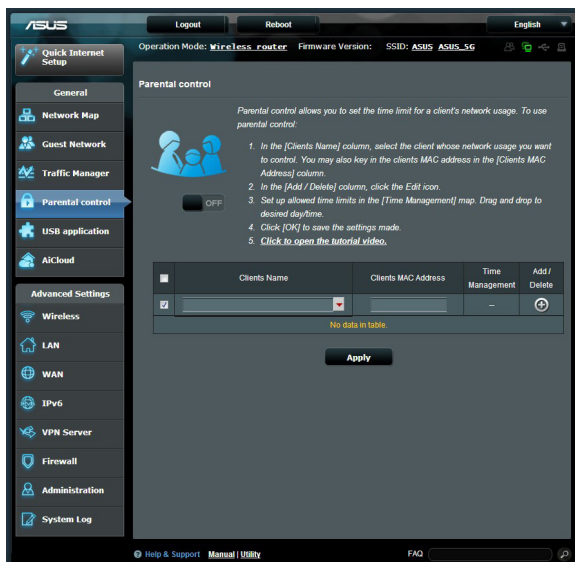 ASUS
Logout
Reboot
English
Quick Internet
Setup
Operation Mode: Wireless router Firmware Version: SSID: ASUS ASUS_5G
General
Network Map
Guest Network
Traffic Manager
Parental control
USB application
AiCloud
Advanced Settings
Wireless
LAN
WAN
IPv6
VPN Server
Firewall
Administration
System Log
Parental control
Parental control allows you to set the time limit for a client's network usage. To use
parental control:
1. In the [Clients Name] column, select the client whose network usage you want
to control. You may also key in the clients MAC address in the [Clients MAC
Address] column.
2. In the [Add / Delete] column, click the Edit icon.
3. Set up allowed time limits in the [Time Management] map. Drag and drop to
desired day/time.
4. Click [OK] to save the settings made.
5. Click to open the tutorial video.
OFF
Clients Name
Clients MAC Address
Time
Management
Add /
Delete
–
No data in table.
Apply
Help & Support Manual | Utility
FAQ